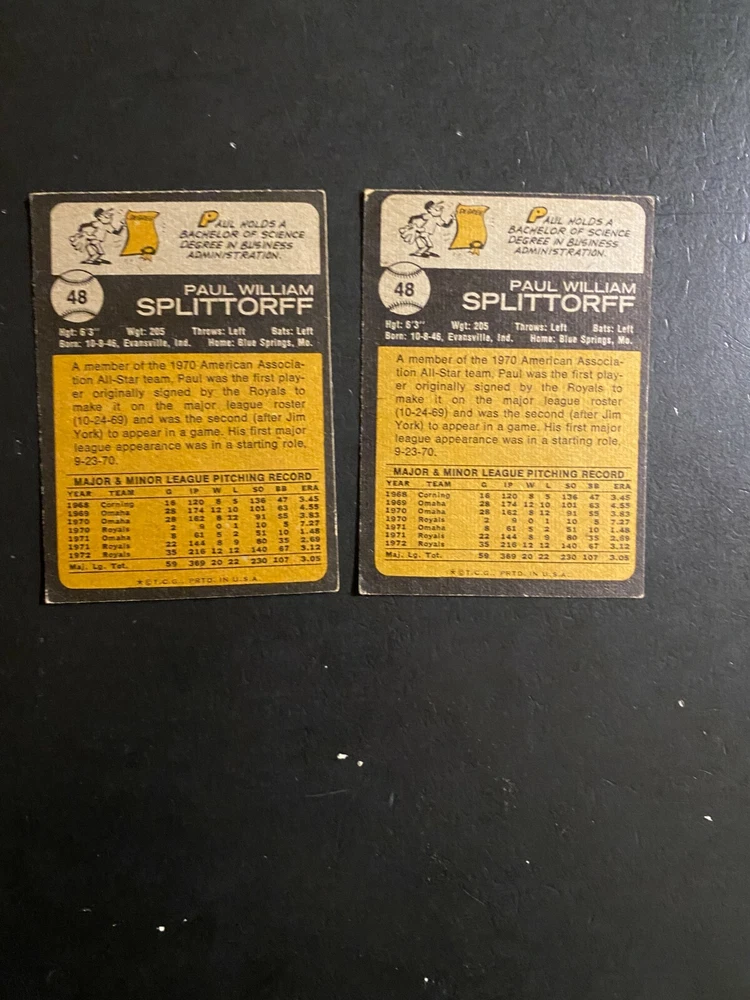 DEGREE
PAUL HOLDS A
BACHELOR OF SCIENCE
DEGREE IN BUSINESS
ADMINISTRATION.
48
PAUL WILLIAM
SPLITTORFF
Hgt: 6'3" Wgt: 205 Throws: Left Bats: Left
Born: 10-8-46, Evansville, Ind. Home: Blue Springs, Mo.
A member of the 1970 American Associa-
tion All-Star team, Paul was the first play-
er originally signed by the Royals to
make it on the major league roster
(10-24-69) and was the second (after Jim
York) to appear in a game. His first major
league appearance was in a starting role,
9-23-70.
MAJOR & MINOR LEAGUE PITCHING RECORD
YEAR TEAM G IP W L SO BB ERA
1968 Corning 16 120 8 5 136 47 3.45
1969 Omaha 28 174 12 10 101 63 4.55
1970 Omaha 28 162 8 12 91 55 3.83
1970 Royals 2 9 0 1 10 5 7.27
1971 Omaha 8 61 5 2 51 10 1.48
1971 Royals 22 144 8 9 80 35 2.69
1972 Royals 35 216 12 12 140 67 3.12
Maj. Lg. Tot. 59 369 20 22 230 107 3.05
★©T.C.G., PRTD. IN U.S.A.
DEGREE
PAUL HOLDS A
BACHELOR OF SCIENCE
DEGREE IN BUSINESS
ADMINISTRATION.
48
PAUL WILLIAM
SPLITTORFF
Hgt: 6'3" Wgt: 205 Throws: Left Bats: Left
Born: 10-8-46, Evansville, Ind. Home: Blue Springs, Mo.
A member of the 1970 American Associa-
tion All-Star team, Paul was the first play-
er originally signed by the Royals to
make it on the major league roster
(10-24-69) and was the second (after Jim
York) to appear in a game. His first major
league appearance was in a starting role,
9-23-70.
MAJOR & MINOR LEAGUE PITCHING RECORD
YEAR TEAM G IP W L SO BB ERA
1968 Corning 16 120 8 5 136 47 3.45
1969 Omaha 28 174 12 10 101 63 4.55
1970 Omaha 28 162 8 12 91 55 3.83
1970 Royals 2 9 0 1 10 5 7.27
1971 Omaha 8 61 5 2 51 10 1.48
1971 Royals 22 144 8 9 80 35 2.69
1972 Royals 35 216 12 12 140 67 3.12
Maj. Lg. Tot. 59 369 20 22 230 107 3.05
★©T.C.G., PRTD. IN U.S.A.